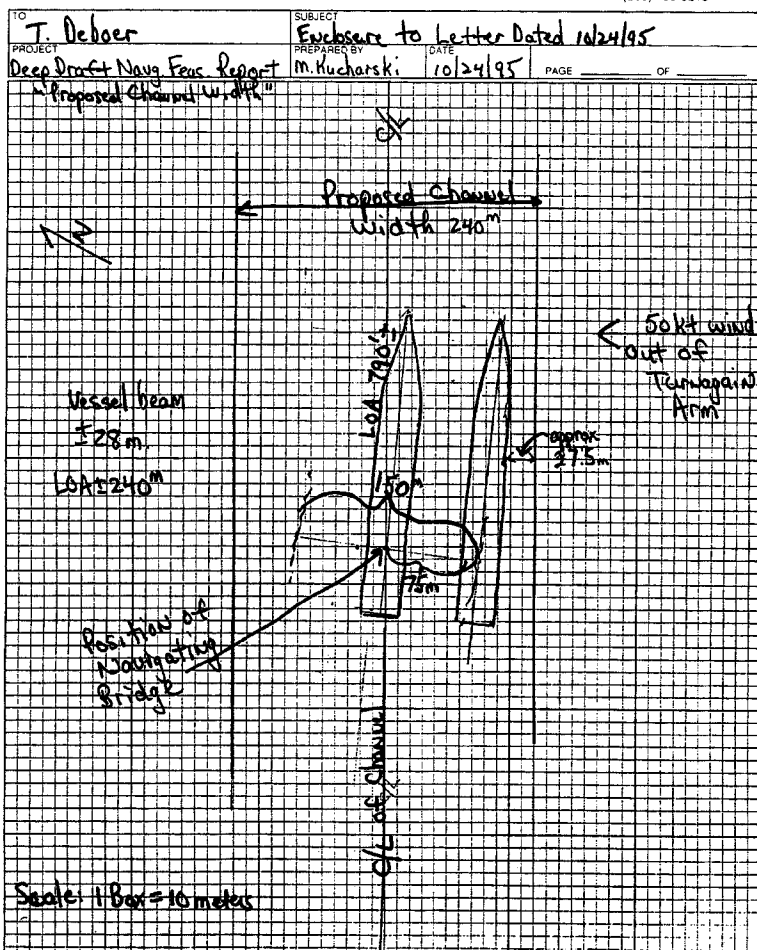 TO
T. Deboer
SUBJECT
Enclosure to Letter Dated 10/24/95
PROJECT
Deep Draft Navg Feas. Report
"Proposed Channel Width"
PREPARED BY
M. Kucharski
DATE
10/24/95
PAGE
OF
C/L
N
Proposed Channel
Width 240m
50kt wind
out of
Turnagain
Arm
LOA 790'±
Vessel beam
±28m.
LOA±240m
approx
27.5m
150m
75m
Position of
Navigating
Bridge
C/L of Channel
Scale: 1 Box = 10 meters